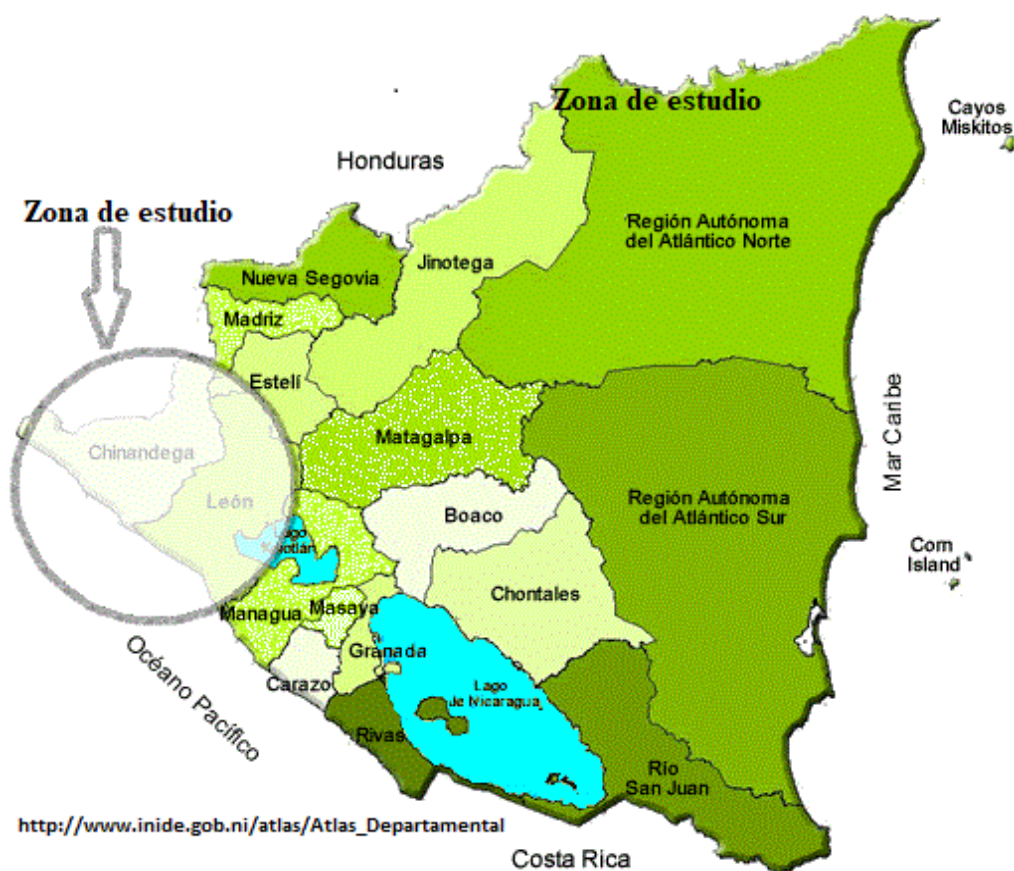 Zona de estudio
Cayos
Miskitos
Honduras
Zona de estudio
Región Autónoma
del Atlántico Norte
Jinotega
Nueva Segovia
Madriz
Estelí
Mar Caribe
Matagalpa
Chinandega
León
Región Autónoma
del Atlántico Sur
Boaco
Lago
Corn
Island
Chontales
Managua
Masaya
Océano Pacífico
Granada
Carazo
Lago
de Nicaragua
Rivas
Río
San Juan
http://www.inide.gob.ni/atlas/Atlas_Departamental
Costa Rica